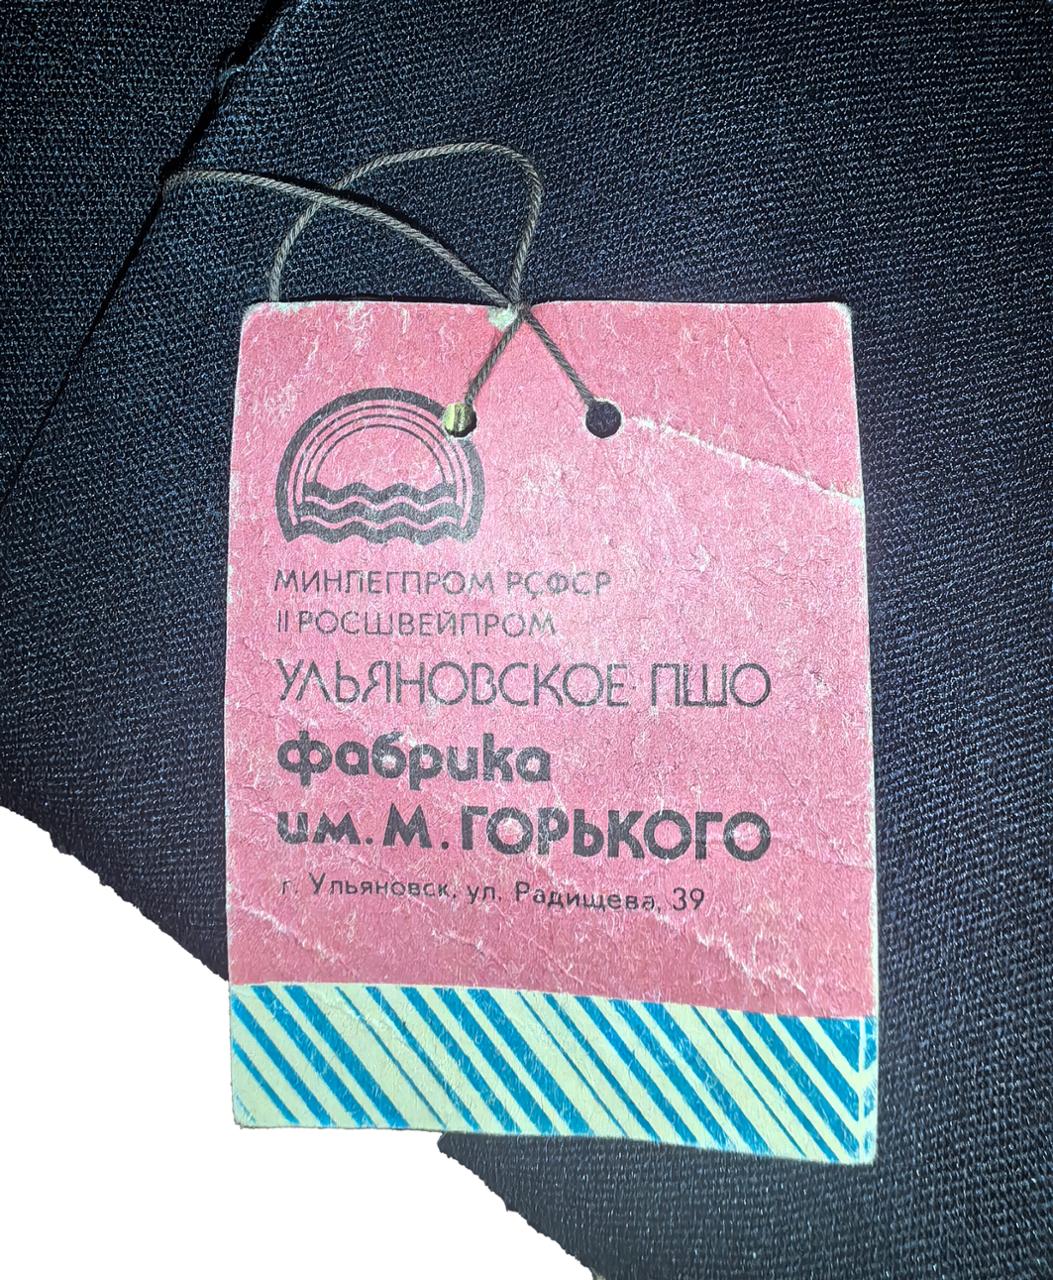 МИНЛЕГПРОМ РСФСР
II РОСШВЕЙПРОМ
УЛЬЯНОВСКОЕ ПШО
фабрика
им. М. ГОРЬКОГО
г. Ульяновск, ул. Радищева, 39